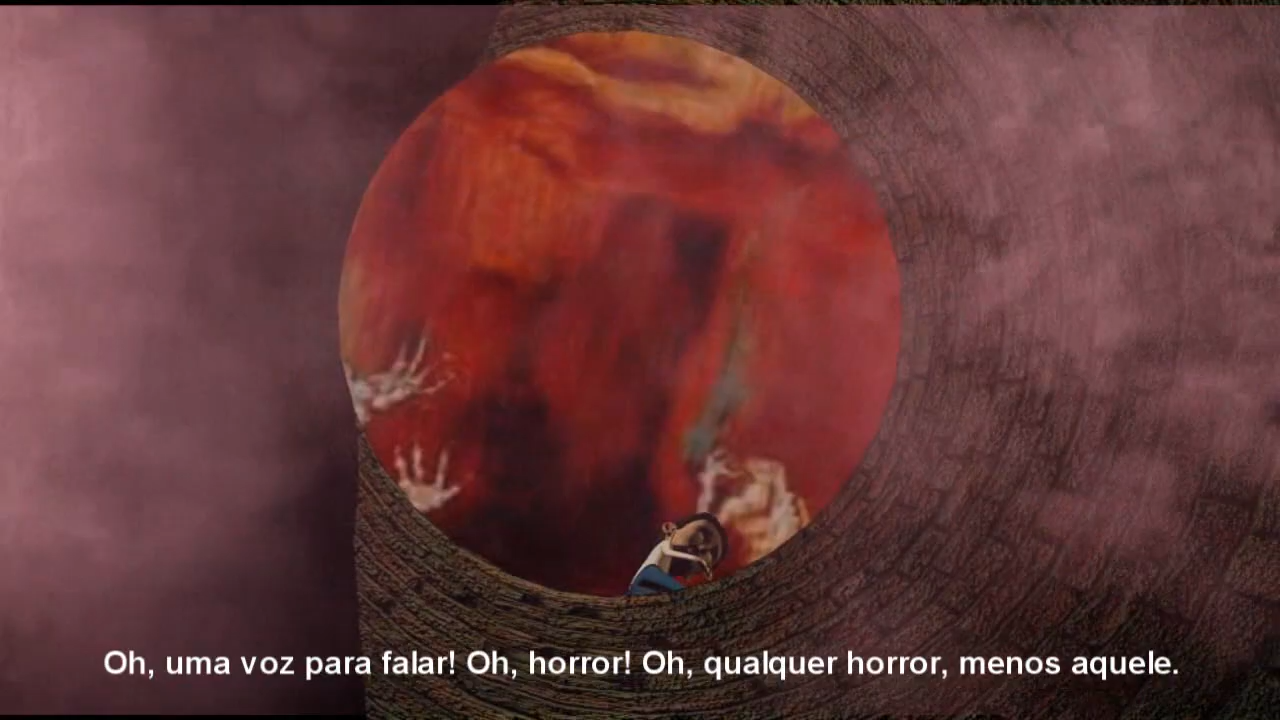 Oh, uma voz para falar! Oh, horror! Oh, qualquer horror, menos aquele.